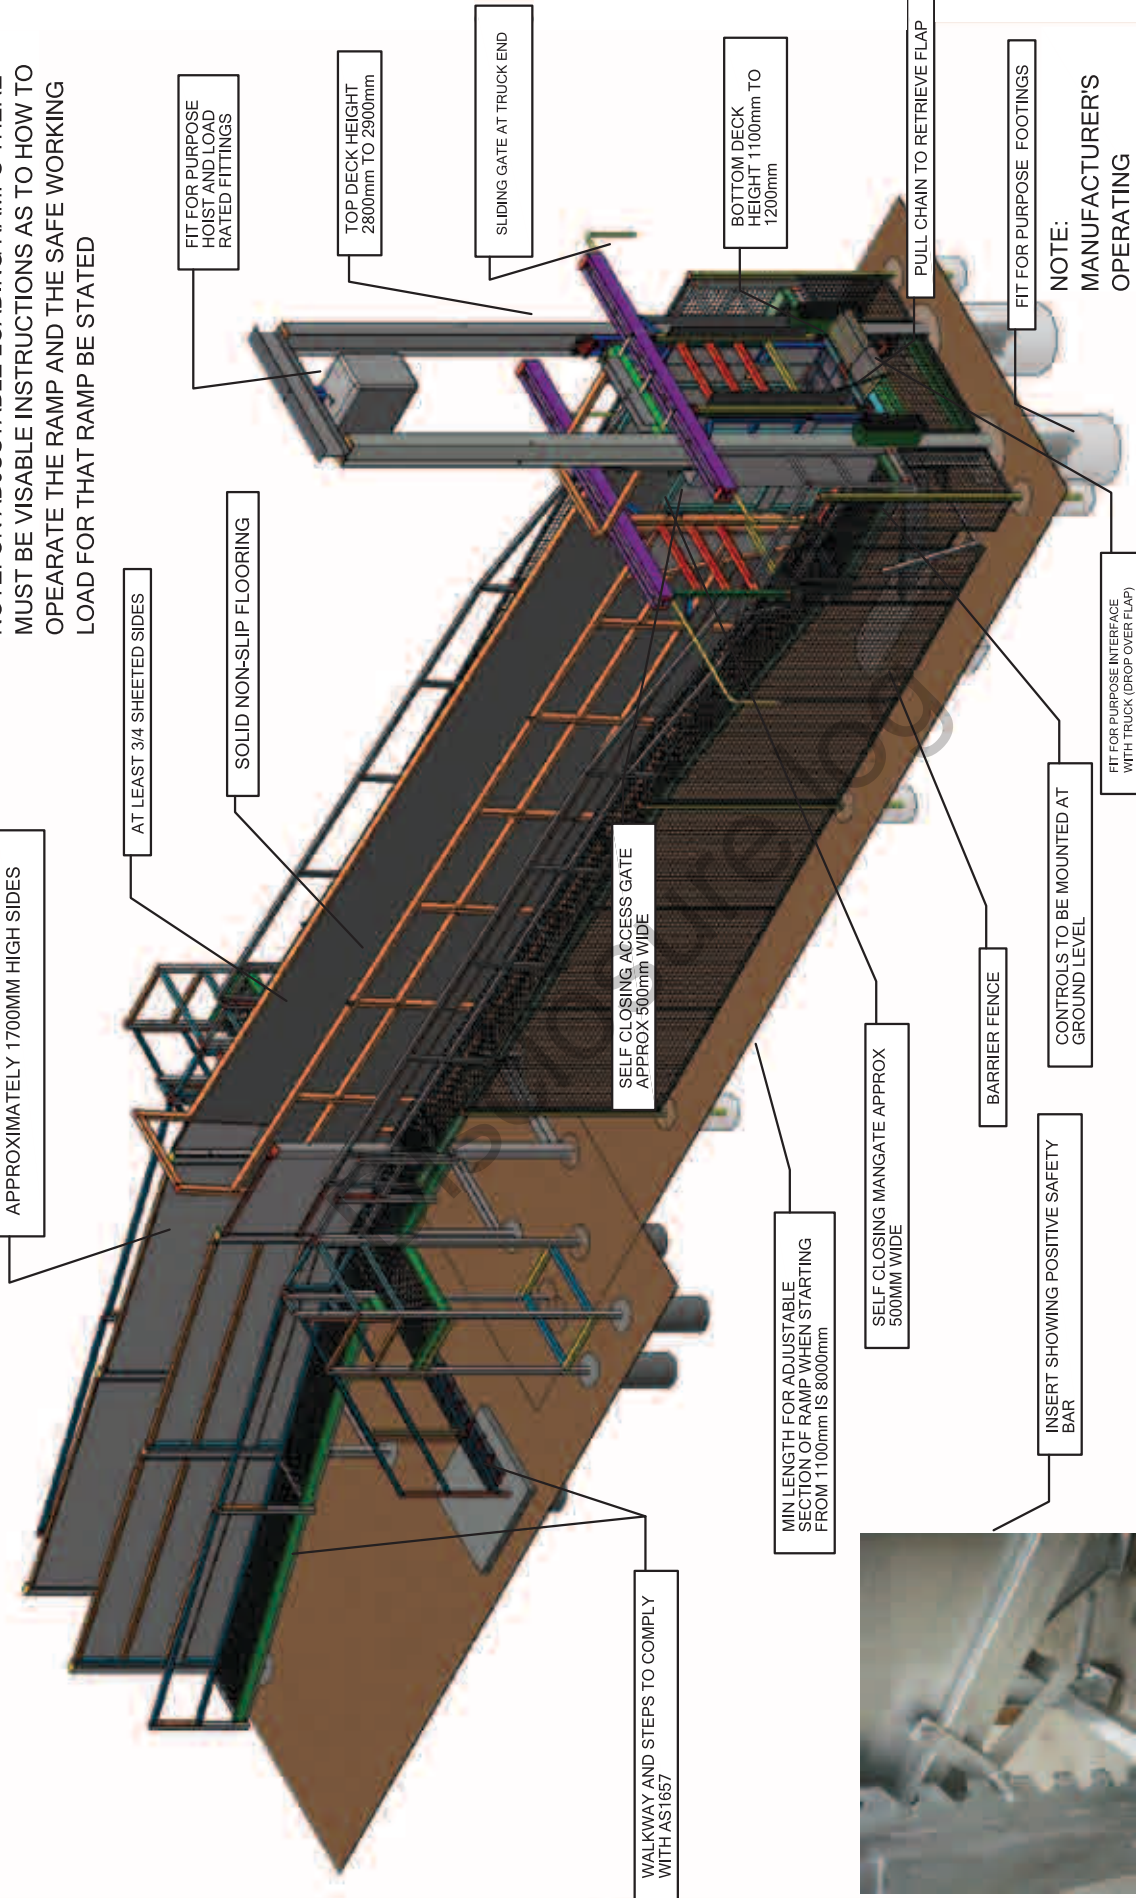 MUST BE VISABLE INSTRUCTIONS AS TO HOW TO
OPEARATE THE RAMP AND THE SAFE WORKING
LOAD FOR THAT RAMP BE STATED
APPROXIMATELY 1700MM HIGH SIDES
AT LEAST 3/4 SHEETED SIDES
SOLID NON-SLIP FLOORING
FIT FOR PURPOSE
HOIST AND LOAD
RATED FITTINGS
TOP DECK HEIGHT
2800mm TO 2900mm
SLIDING GATE AT TRUCK END
BOTTOM DECK
HEIGHT 1100mm TO
1200mm
PULL CHAIN TO RETRIEVE FLAP
FIT FOR PURPOSE FOOTINGS
NOTE:
MANUFACTURER'S
OPERATING
FIT FOR PURPOSE INTERFACE
WITH TRUCK (DROP OVER FLAP)
SELF CLOSING ACCESS GATE
APPROX 500mm WIDE
CONTROLS TO BE MOUNTED AT
GROUND LEVEL
BARRIER FENCE
SELF CLOSING MANGATE APPROX
500MM WIDE
MIN LENGTH FOR ADJUSTABLE
SECTION OF RAMP WHEN STARTING
FROM 1100mm IS 8000mm
INSERT SHOWING POSITIVE SAFETY
BAR
WALKWAY AND STEPS TO COMPLY
WITH AS1657